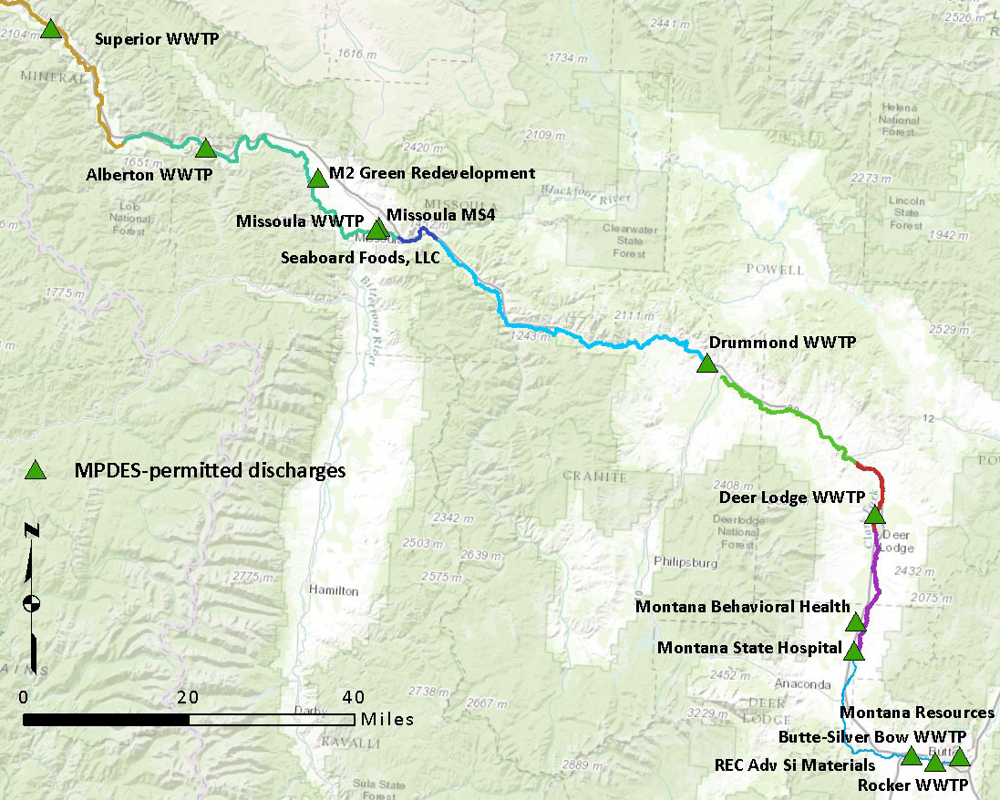 2441 m
2526 m
2104 m
Superior WWTP
1616 m
1734 m
MINERAL
Helena
National
Forest
2109 m
2420 m
1651 m
Alberton WWTP
M2 Green Redevelopment
2273 m
Blackfoot River
Lincoln
State
Forest
Lolo
National
Forest
Missoula WWTP
Missoula MS4
Clearwater
State
Forest
1942 m
Seaboard Foods, LLC
POWELL
1775 m
Bitterroot River
2111 m
2529 m
1243 m
Drummond WWTP
90
12
MPDES-permitted discharges
GRANITE
2408 m
Deer Lodge WWTP
Deerlodge
National
Forest
2342 m
Deer
Lodge
N
2503 m
2639 m
Philipsburg
2432 m
2775 m
2575 m
Hamilton
2075 m
Montana Behavioral Health
Montana State Hospital
2452 m
Anaconda
0 20 40
Miles
2738 m
2667 m
Darby
DEER
LODGE
3229 m
Montana Resources
RAVALLI
Butte-Silver Bow WWTP
Butte
2889 m
REC Adv Si Materials
Rocker WWTP
Sula State
Forest